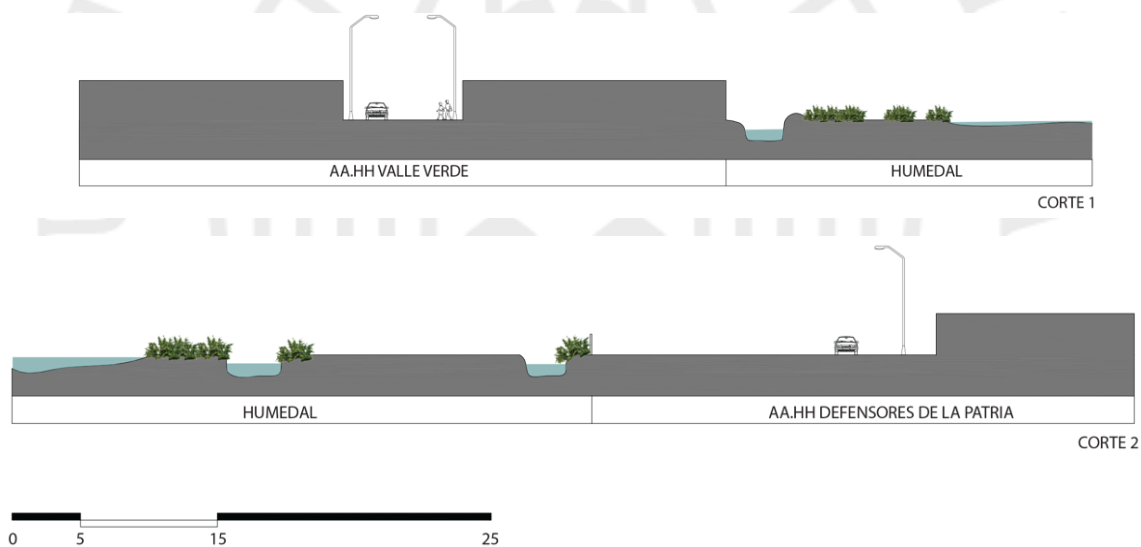 AA.HH VALLE VERDE
HUMEDAL
CORTE 1
HUMEDAL
AA.HH DEFENSORES DE LA PATRIA
CORTE 2
0 5 15 25